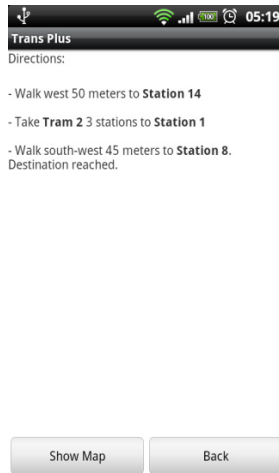 05:19
Trans Plus
Directions:
- Walk west 50 meters to Station 14
- Take Tram 2 3 stations to Station 1
- Walk south-west 45 meters to Station 8.
Destination reached.
Show Map
Back